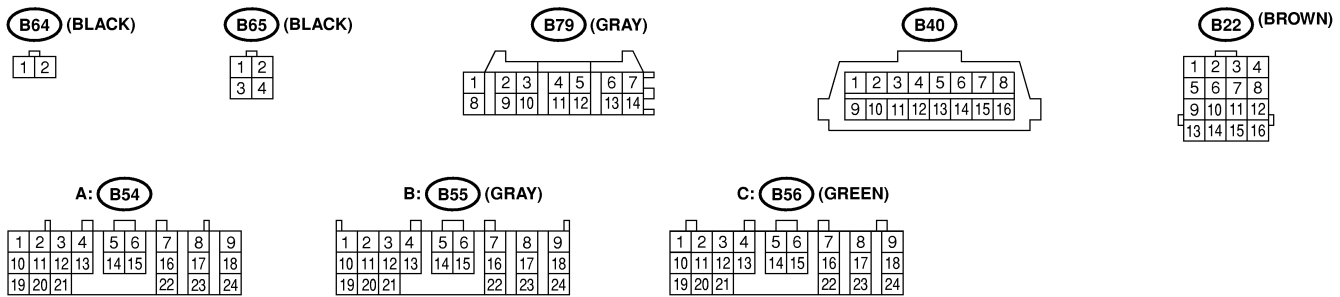 B64 (BLACK)
1 2
B65 (BLACK)
1 2
3 4
B79 (GRAY)
1 2 3 4 5 6 7
8 9 10 11 12 13 14
B40
1 2 3 4 5 6 7 8
9 10 11 12 13 14 15 16
B22 (BROWN)
1 2 3 4
5 6 7 8
9 10 11 12
13 14 15 16
A: B54
1 2 3 4 5 6 7 8 9
10 11 12 13 14 15 16 17 18
19 20 21 22 23 24
B: B55 (GRAY)
1 2 3 4 5 6 7 8 9
10 11 12 13 14 15 16 17 18
19 20 21 22 23 24
C: B56 (GREEN)
1 2 3 4 5 6 7 8 9
10 11 12 13 14 15 16 17 18
19 20 21 22 23 24